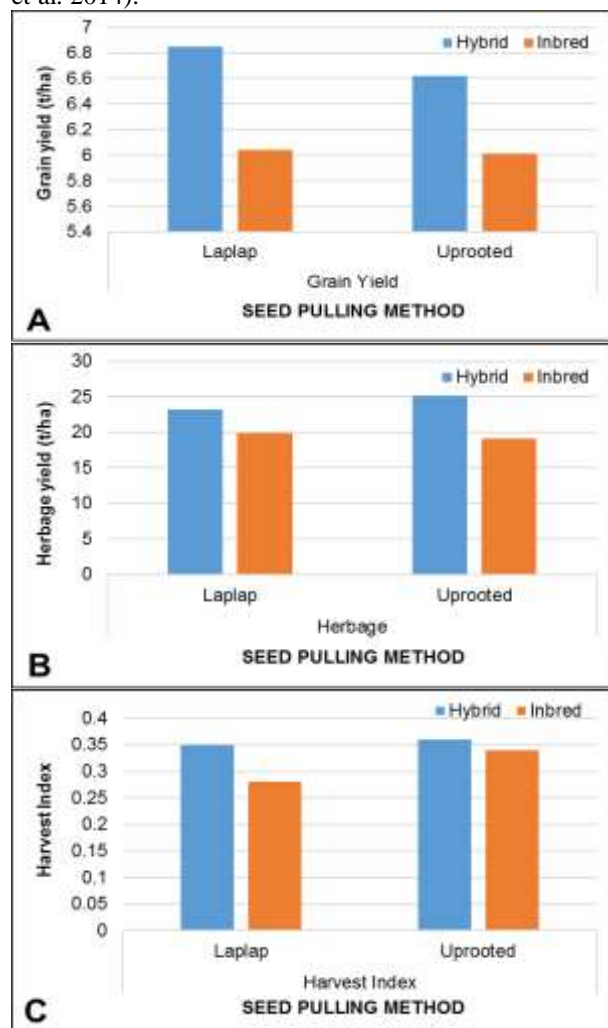 et al. 2014).
7
6.8
6.6
6.4
6.2
6
5.8
5.6
5.4
Grain yield (t/ha)
Hybrid Inbred
Laplap Uprooted
Grain Yield
SEED PULLING METHOD
A
30
25
20
15
10
5
0
Herbage yield (t/ha)
Hybrid Inbred
Laplap Uprooted
Herbage
SEED PULLING METHOD
B
0.4
0.35
0.3
0.25
0.2
0.15
0.1
0.05
0
Harvest Index
Hybrid Inbred
Laplap Uprooted
Harvest Index
SEED PULLING METHOD
C